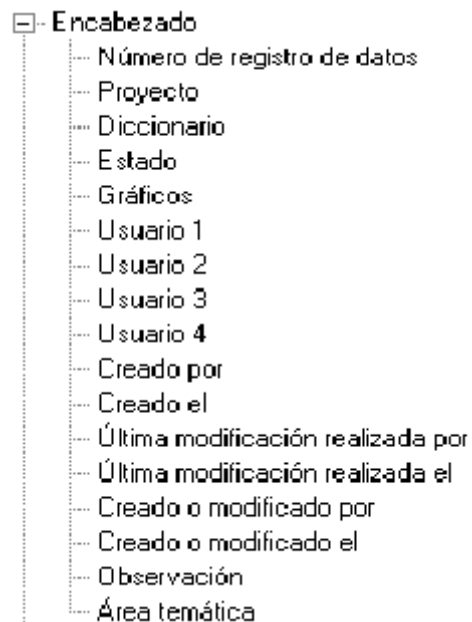 Encabezado
Número de registro de datos
Proyecto
Diccionario
Estado
Gráficos
Usuario 1
Usuario 2
Usuario 3
Usuario 4
Creado por
Creado el
Última modificación realizada por
Última modificación realizada el
Creado o modificado por
Creado o modificado el
Observación
Área temática